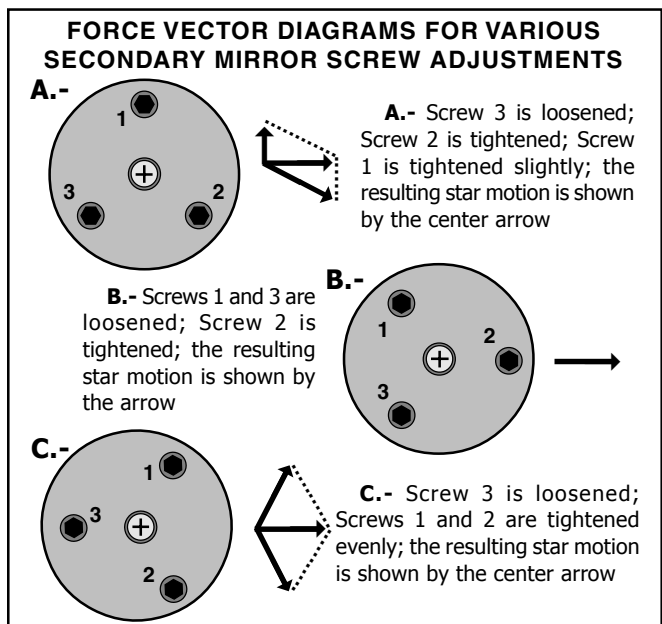 FORCE VECTOR DIAGRAMS FOR VARIOUS
SECONDARY MIRROR SCREW ADJUSTMENTS
A.-
1
3
2
A.- Screw 3 is loosened;
Screw 2 is tightened; Screw
1 is tightened slightly; the
resulting star motion is shown
by the center arrow
B.- Screws 1 and 3 are
loosened; Screw 2 is
tightened; the resulting
star motion is shown by
the arrow
B.-
1
2
3
C.-
1
3
2
C.- Screw 3 is loosened;
Screws 1 and 2 are tightened
evenly; the resulting star motion
is shown by the center arrow